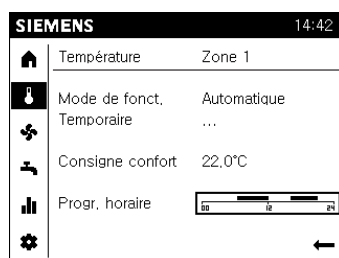 SIEMENS 14:42
Température Zone 1
Mode de fonct. Automatique
Temporaire ...
Consigne confort 22,0°C
Progr. horaire
00 12 24